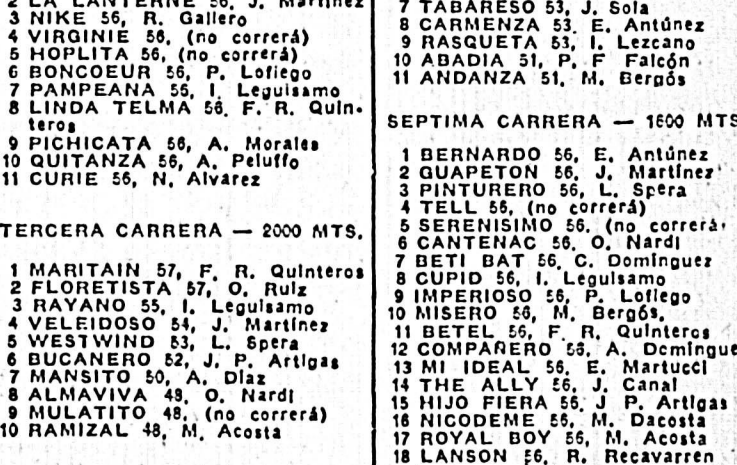 2 LA LANTERNE 56, J. Martínez
3 NIKE 56, R. Gallero
4 VIRGINIE 56, (no correrá)
5 HOPLITA 56, (no correrá)
6 BONCOEUR 56, P. Lofiego
7 PAMPEANA 55, I. Leguisamo
8 LINDA TELMA 56, F. R. Quin-
teros
9 PICHICATA 56, A. Morales
10 QUITANZA 56, A. Peluffo
11 CURIE 56, N. Alvarez
TERCERA CARRERA — 2000 MTS.
1 MARITAIN 57, F. R. Quinteros
2 FLORETISTA 57, O. Ruiz
3 RAYANO 55, I. Leguisamo
4 VELEIDOSO 54, J. Martínez
5 WESTWIND 53, L. Spera
6 BUCANERO 52, J. P. Artigas
7 MANSITO 50, A. Díaz
8 ALMAVIVA 48, O. Nardi
9 MULATITO 48, (no correrá)
10 RAMIZAL 48, M. Acosta
7 TABARESO 53, J. Sola
8 CARMENZA 53. E. Antúnez
9 RASQUETA 53, I. Lezcano
10 ABADIA 51, P. F Falcón
11 ANDANZA 51, M. Bergós
SEPTIMA CARRERA — 1600 MTS
1 BERNARDO 56, E. Antúnez
2 GUAPETON 56, J. Martínez
3 PINTURERO 56, L. Spera
4 TELL 56, (no correrá)
5 SERENISIMO 56, (no correrá
6 CANTENAC 56, O. Nardi
7 BETI BAT 56, C. Domínguez
8 CUPID 56, I. Leguisamo
9 IMPERIOSO 56, P. Lofiego
10 MISERO 56, M. Bergós,
11 BETEL 56, F. R. Quinteros
12 COMPAÑERO 56, A. Domingue
13 MI IDEAL 56, E. Martucci
14 THE ALLY 56, J. Canal
15 HIJO FIERA 56, J P. Artigas
16 NICODEME 56, M. Dacosta
17 ROYAL BOY 56, M. Acosta
18 LANSON 56, R. Recavarren